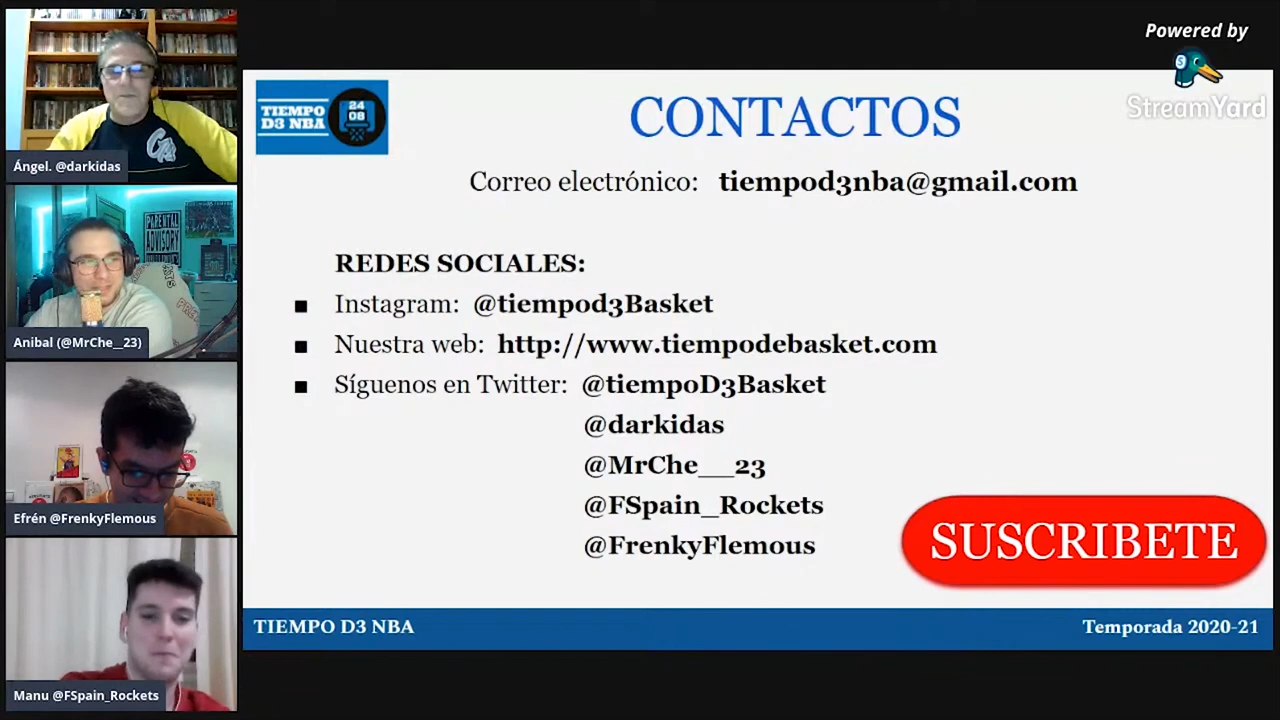 Powered by
StreamYard
TIEMPO
D3 NBA
24
08
CONTACTOS
Correo electrónico: tiempod3nba@gmail.com
REDES SOCIALES:
■ Instagram: @tiempod3Basket
■ Nuestra web: http://www.tiempodebasket.com
■ Síguenos en Twitter: @tiempoD3Basket
@darkidas
@MrChe__23
@FSpain_Rockets
@FrenkyFlemous
SUSCRIBETE
TIEMPO D3 NBA
Temporada 2020-21
Ángel. @darkidas
PARENTAL
ADVISORY
Anibal (@MrChe__23)
Efrén @FrenkyFlemous
Manu @FSpain_Rockets